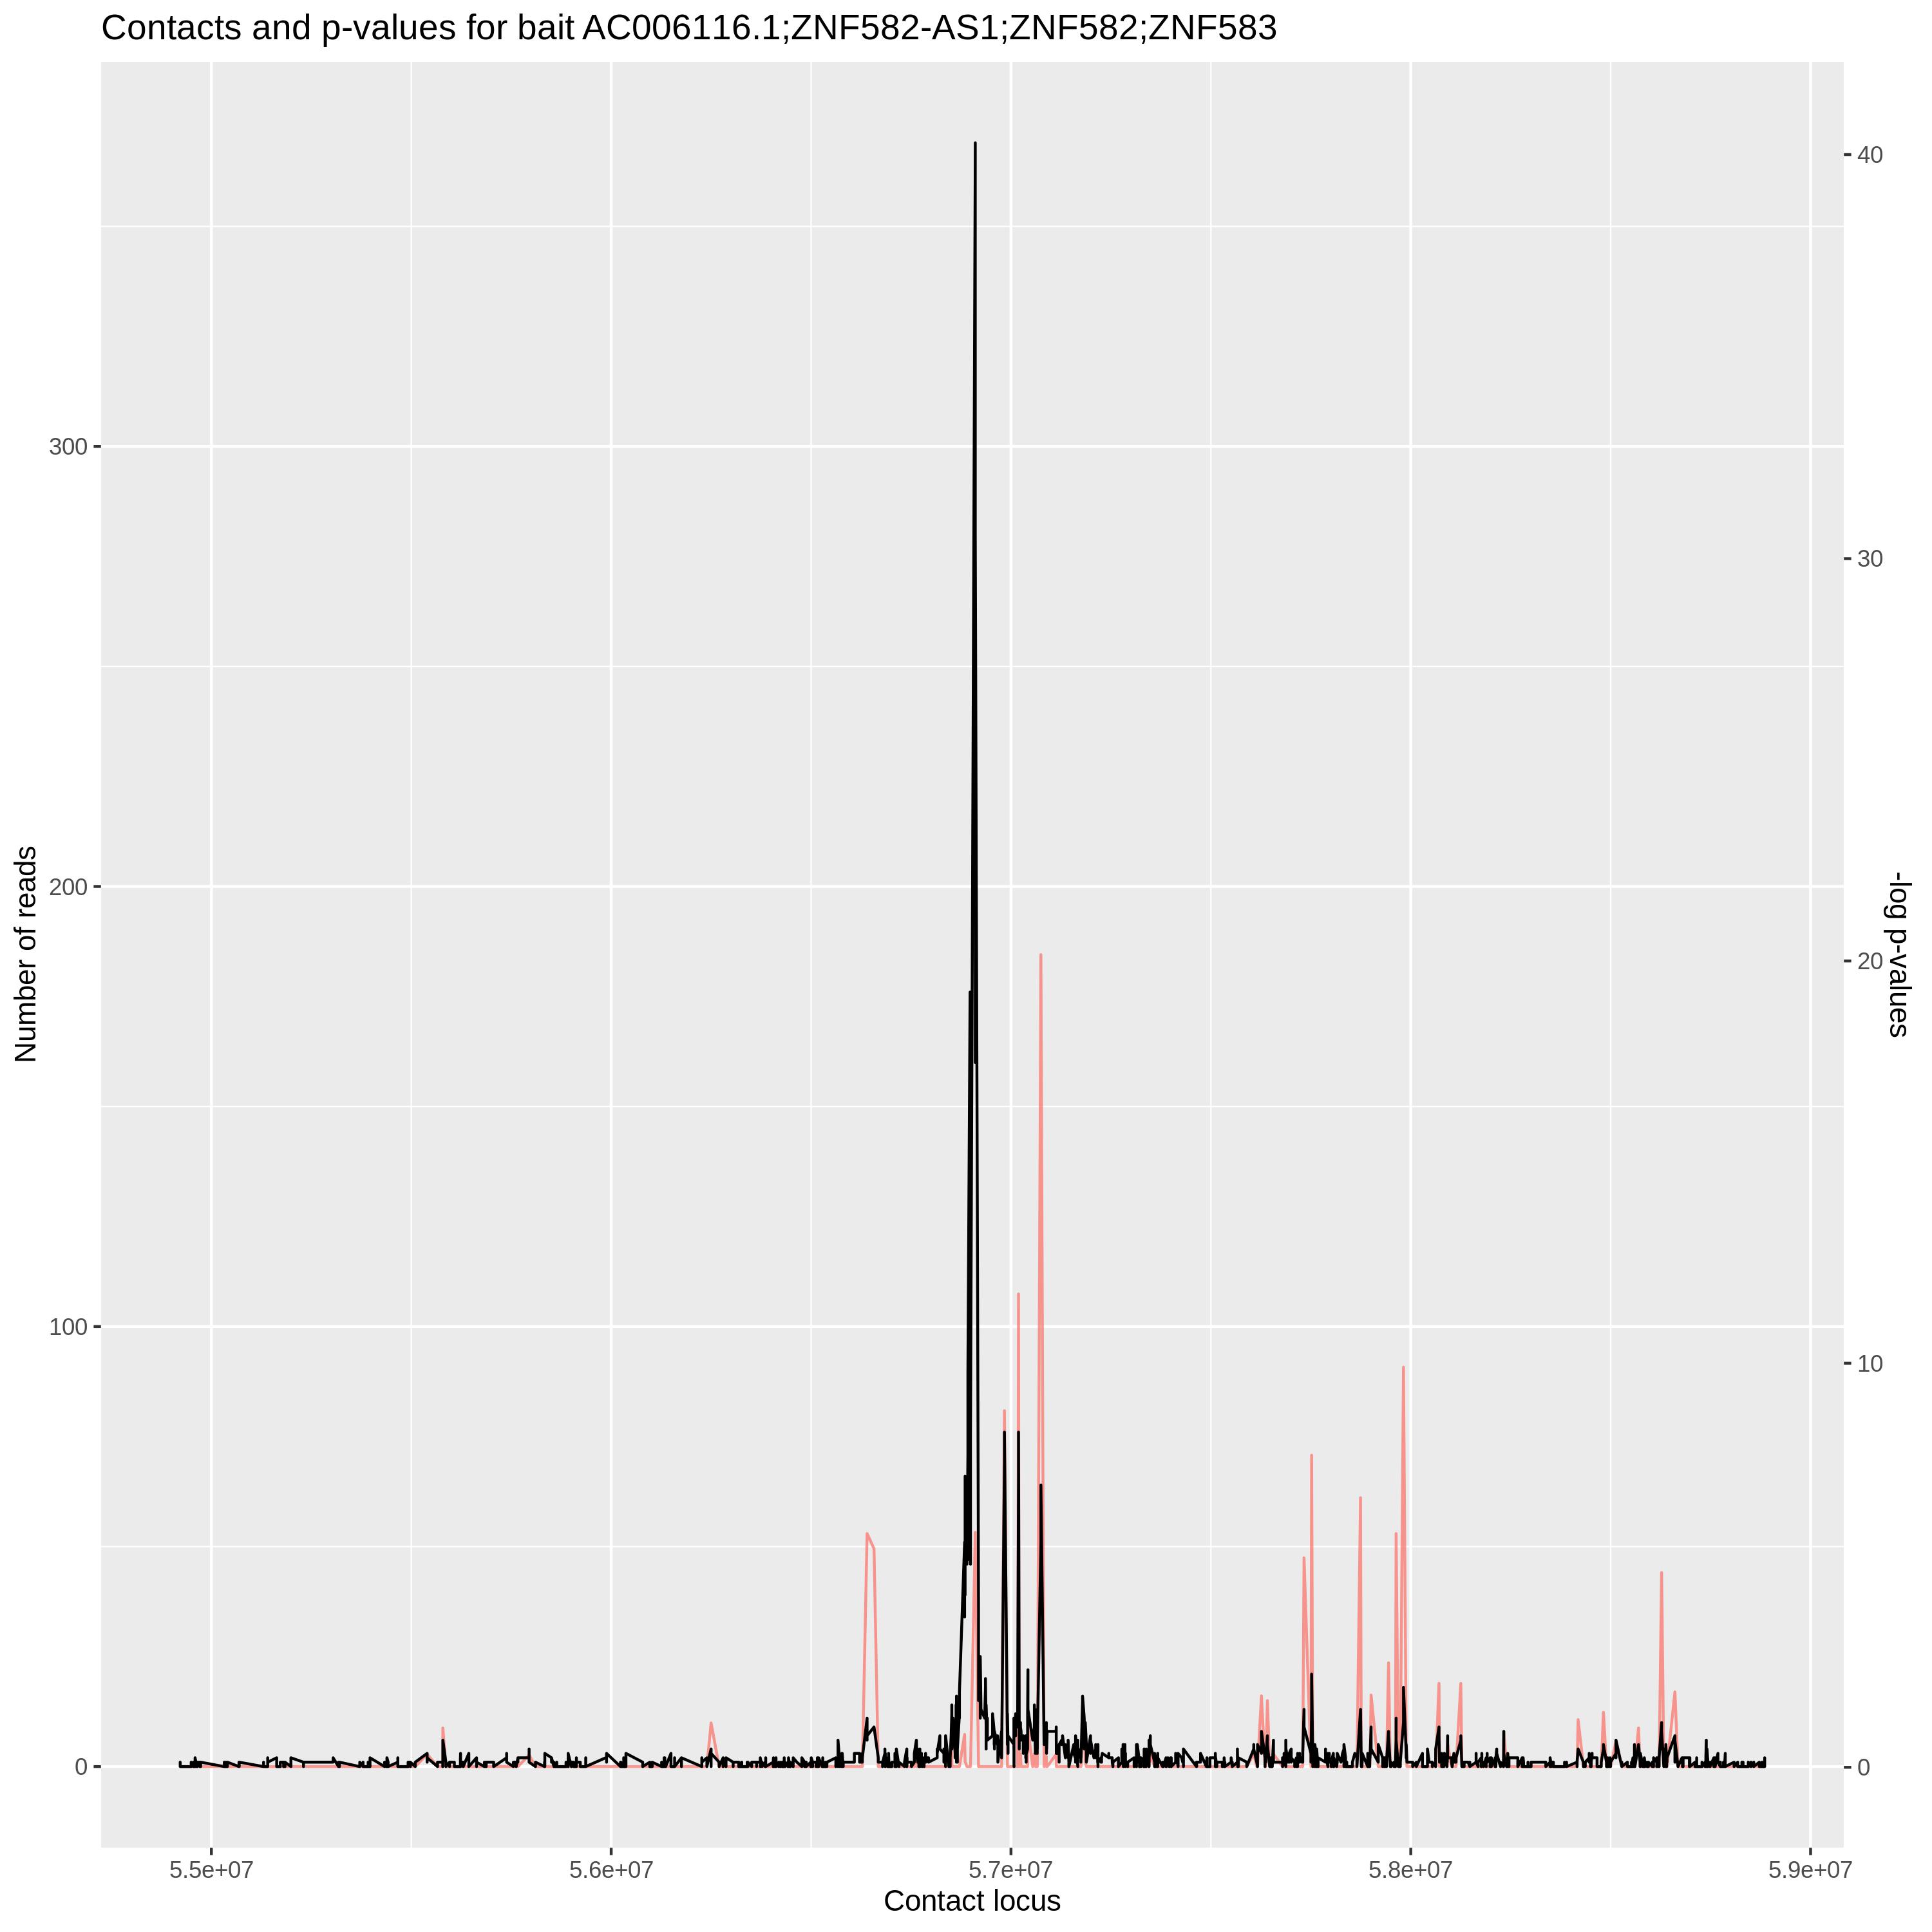 Contacts and p-values for bait AC006116.1;ZNF582-AS1;ZNF582;ZNF583
Number of reads
300
200
100
0
40
30
20
10
0
-log p-values
5.5e+07 5.6e+07 5.7e+07 5.8e+07 5.9e+07
Contact locus